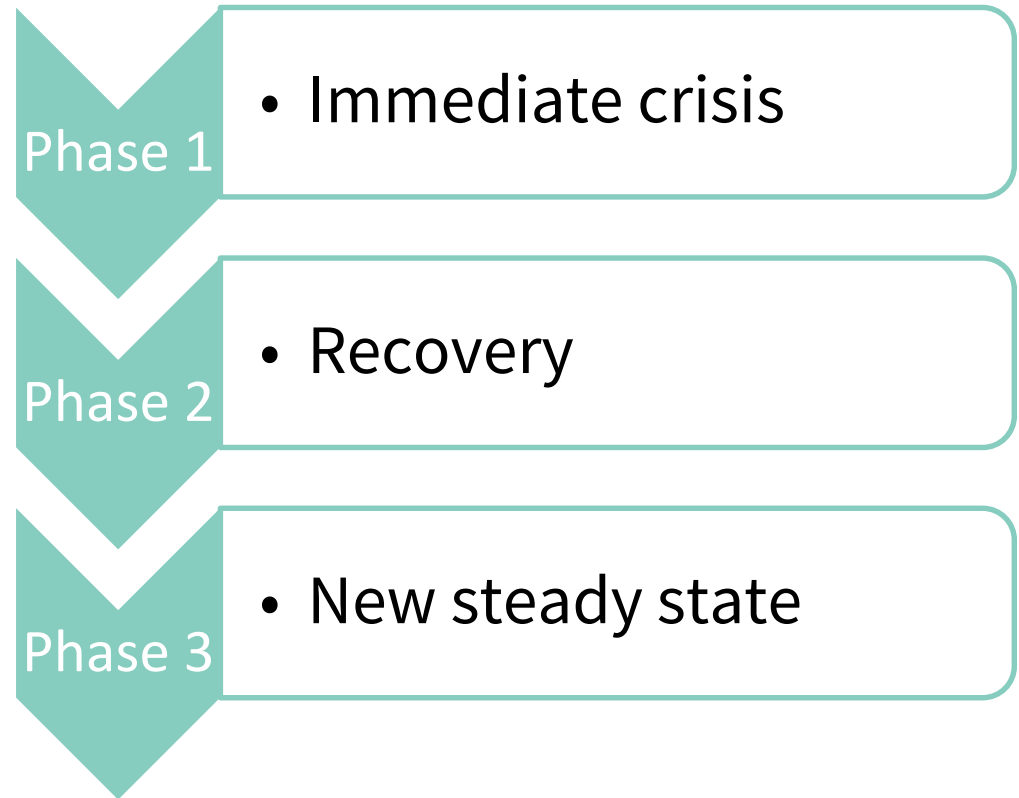 Phase 1
• Immediate crisis
Phase 2
• Recovery
Phase 3
• New steady state